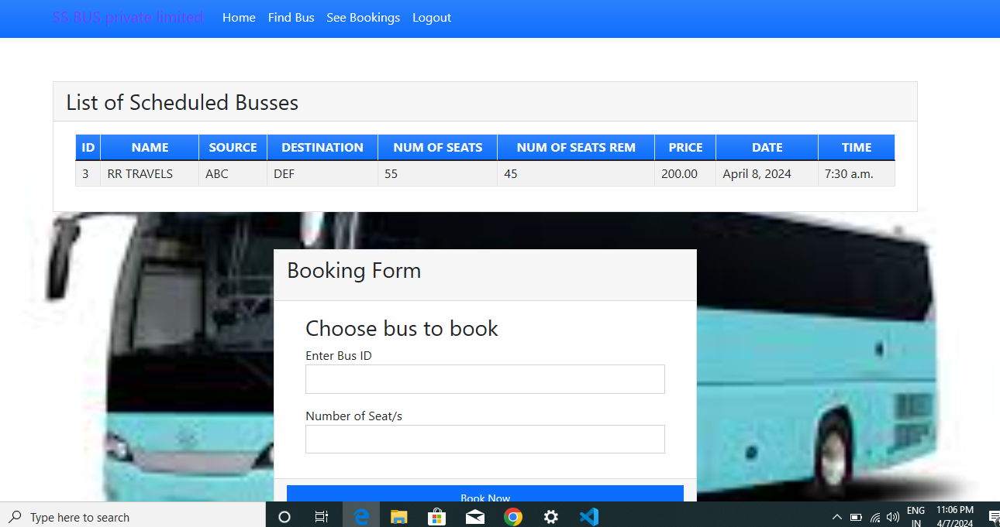 SS BUS private limited Home Find Bus See Bookings Logout
List of Scheduled Busses
ID NAME SOURCE DESTINATION NUM OF SEATS NUM OF SEATS REM PRICE DATE TIME
3 RR TRAVELS ABC DEF 55 45 200.00 April 8, 2024 7:30 a.m.
Booking Form
Choose bus to book
Enter Bus ID
Number of Seat/s
Book Now
Type here to search
ENG
IN
11:06 PM
4/7/2024